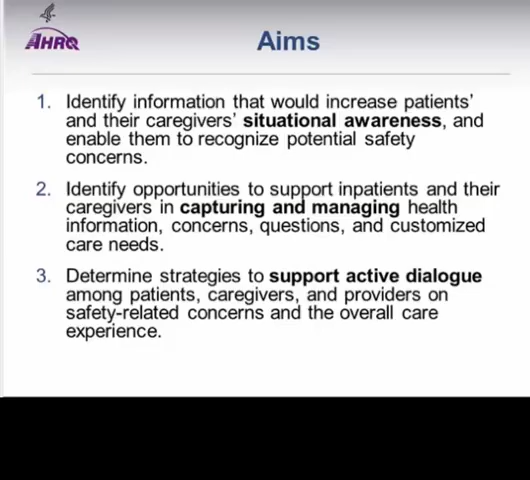 AHRQ
Aims
1. Identify information that would increase patients'
and their caregivers' situational awareness, and
enable them to recognize potential safety
concerns.
2. Identify opportunities to support inpatients and their
caregivers in capturing and managing health
information, concerns, questions, and customized
care needs.
3. Determine strategies to support active dialogue
among patients, caregivers, and providers on
safety-related concerns and the overall care
experience.